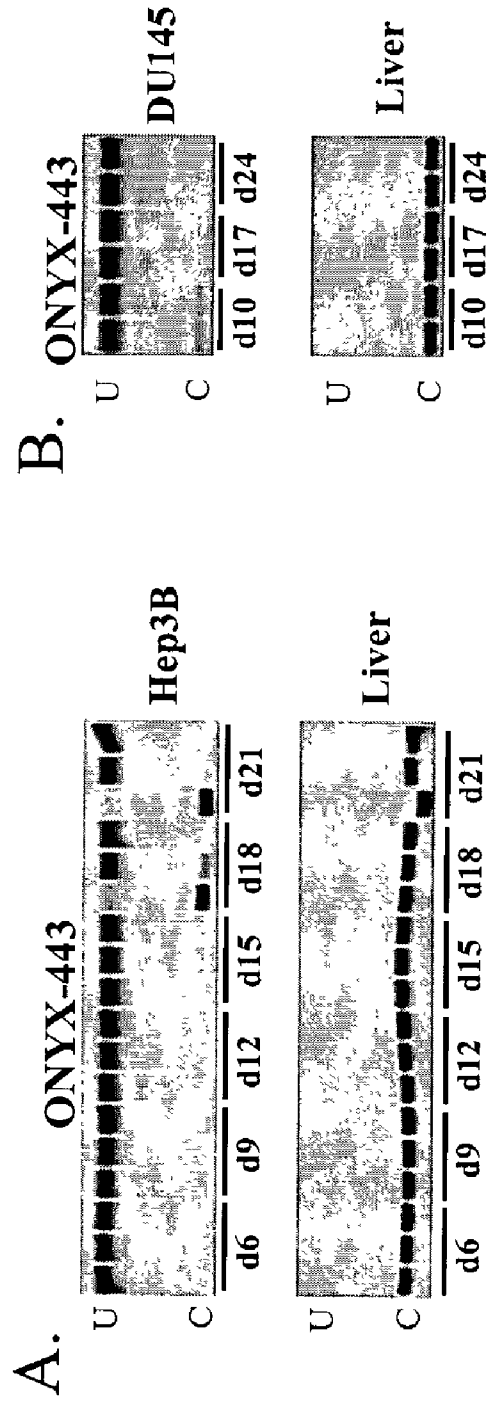 A.
ONYX-443
U
C
Hep3B
d6 d9 d12 d15 d18 d21
U
C
Liver
d6 d9 d12 d15 d18 d21
B.
ONYX-443
U
C
DU145
d10 d17 d24
U
C
Liver
d10 d17 d24